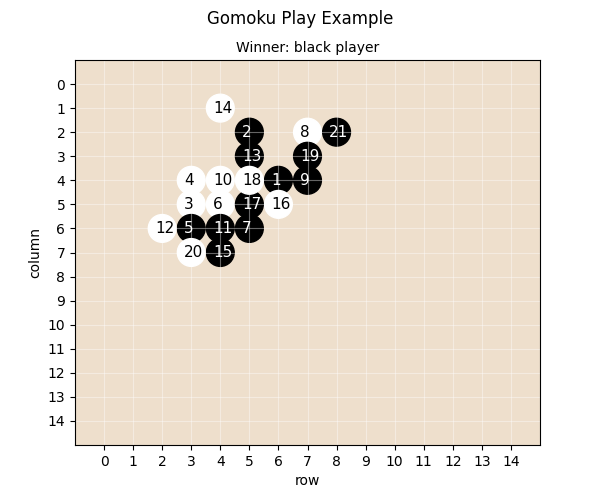 Gomoku Play Example
Winner: black player
0
1 14
2 2 8 21
3 13 19
4 4 10 18 1 9
5 3 6 17 16
6 12 5 11 7
7 20 15
8
9
10
11
12
13
14
column
0 1 2 3 4 5 6 7 8 9 10 11 12 13 14
row